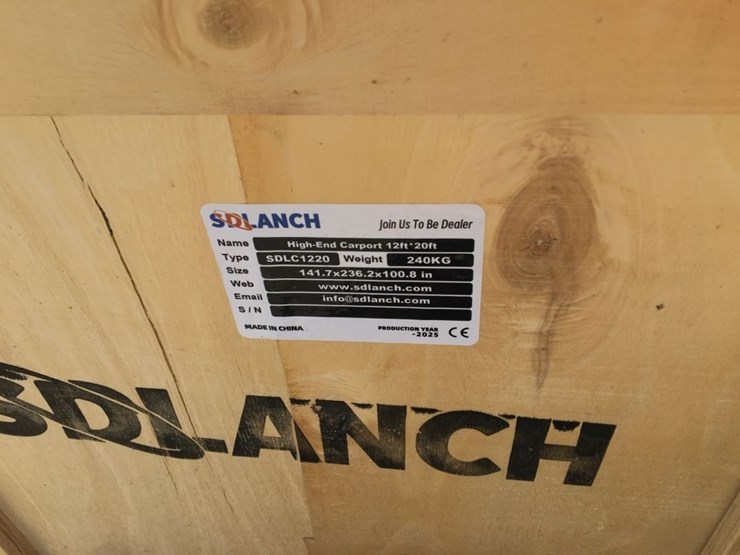 SDLANCH Join Us To Be Dealer
Name High-End Carport 12ft*20ft
Type SDLC1220 Weight 240KG
Size 141.7x236.2x100.8 in
Web www.sdlanch.com
Email info@sdlanch.com
S/N
MADE IN CHINA PRODUCTION YEAR
-2025 CE
SDLANCH